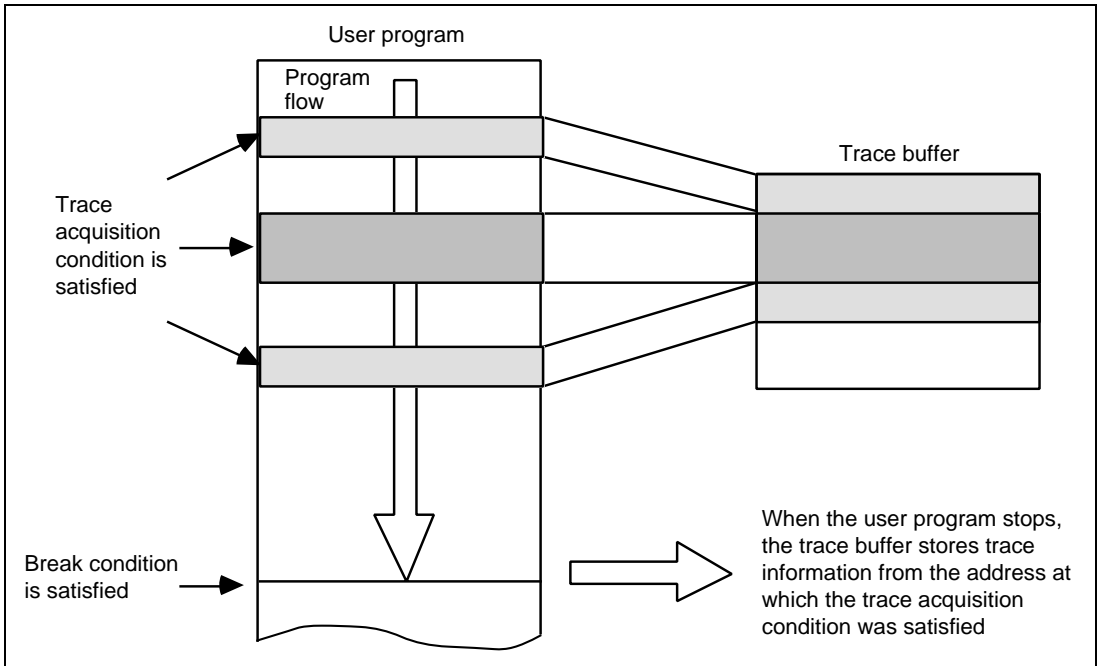 User program
Program
flow
Trace buffer
Trace
acquisition
condition is
satisfied
Break condition
is satisfied
When the user program stops,
the trace buffer stores trace
information from the address at
which the trace acquisition
condition was satisfied